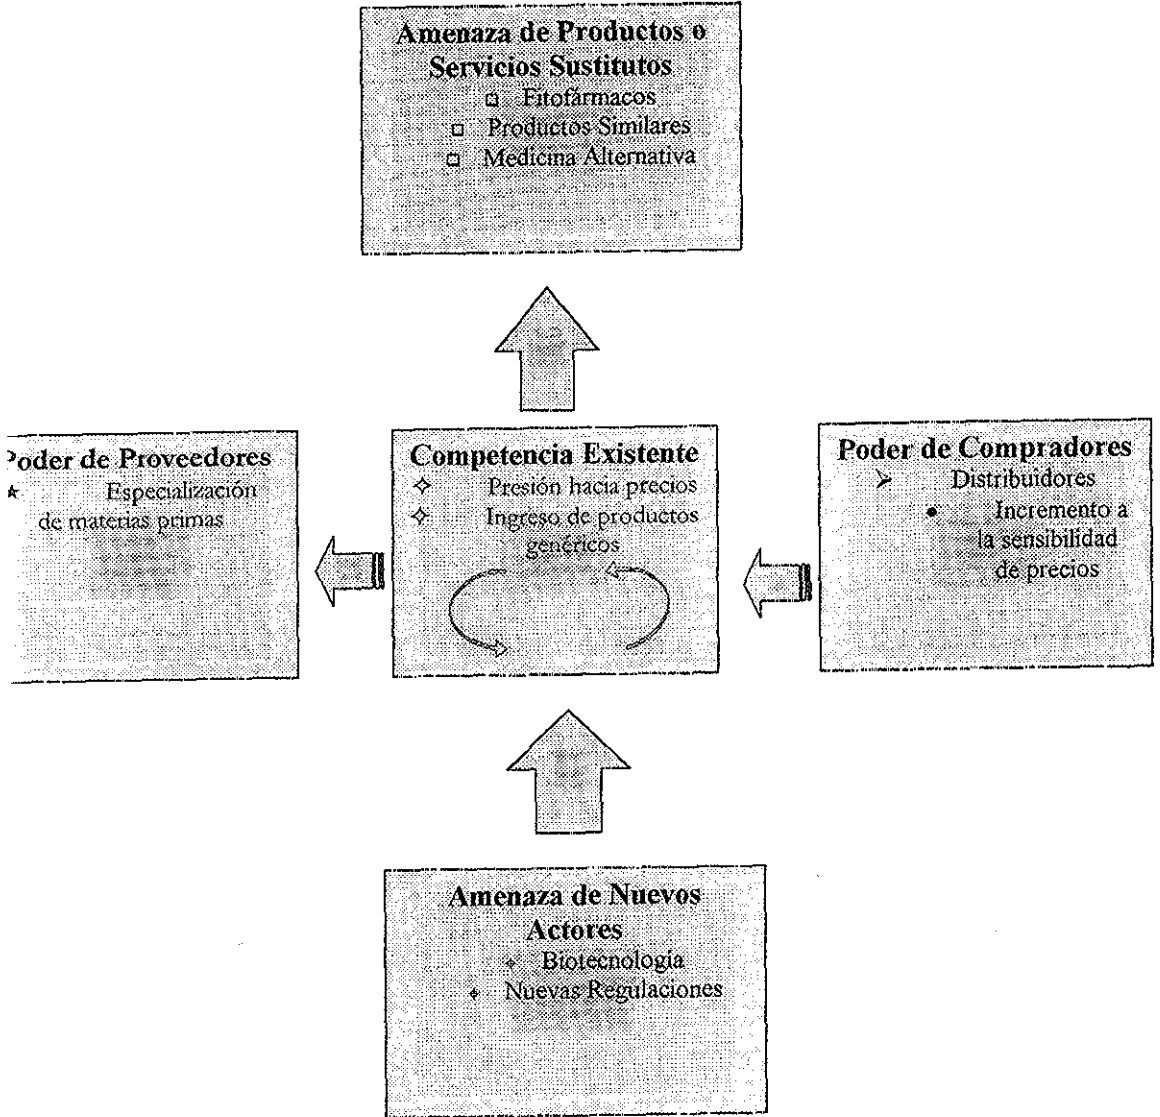 Amenaza de Productos o
Servicios Sustitutos
Fitofármacos
Productos Similares
Medicina Alternativa
Poder de Proveedores
Especialización
de materias primas
Competencia Existente
Presión hacia precios
Ingreso de productos
genéricos
Poder de Compradores
Distribuidores
Incremento a
la sensibilidad
de precios
Amenaza de Nuevos
Actores
Biotecnología
Nuevas Regulaciones